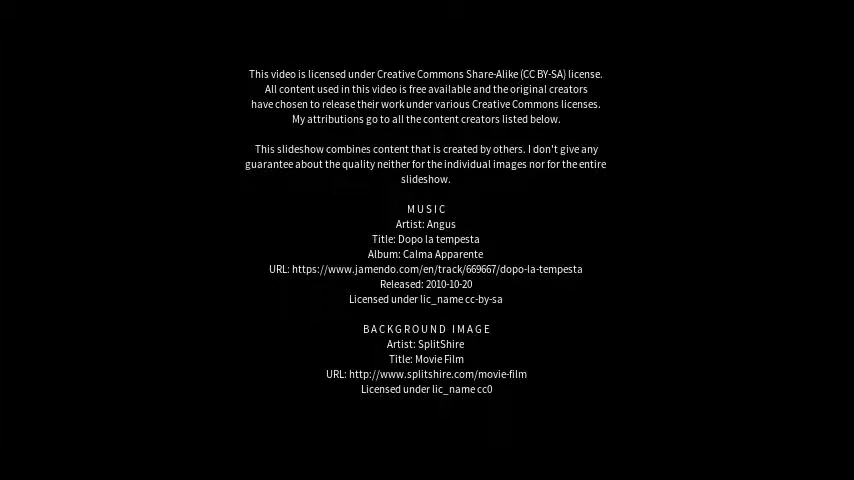 This video is licensed under Creative Commons Share-Alike (CC BY-SA) license.
All content used in this video is free available and the original creators
have chosen to release their work under various Creative Commons licenses.
My attributions go to all the content creators listed below.
This slideshow combines content that is created by others. I don't give any
guarantee about the quality neither for the individual images nor for the entire
slideshow.
MUSIC
Artist: Angus
Title: Dopo la tempesta
Album: Calma Apparente
URL: https://www.jamendo.com/en/track/669667/dopo-la-tempesta
Released: 2010-10-20
Licensed under lic_name cc-by-sa
BACKGROUND IMAGE
Artist: SplitShire
Title: Movie Film
URL: http://www.splitshire.com/movie-film
Licensed under lic_name cc0